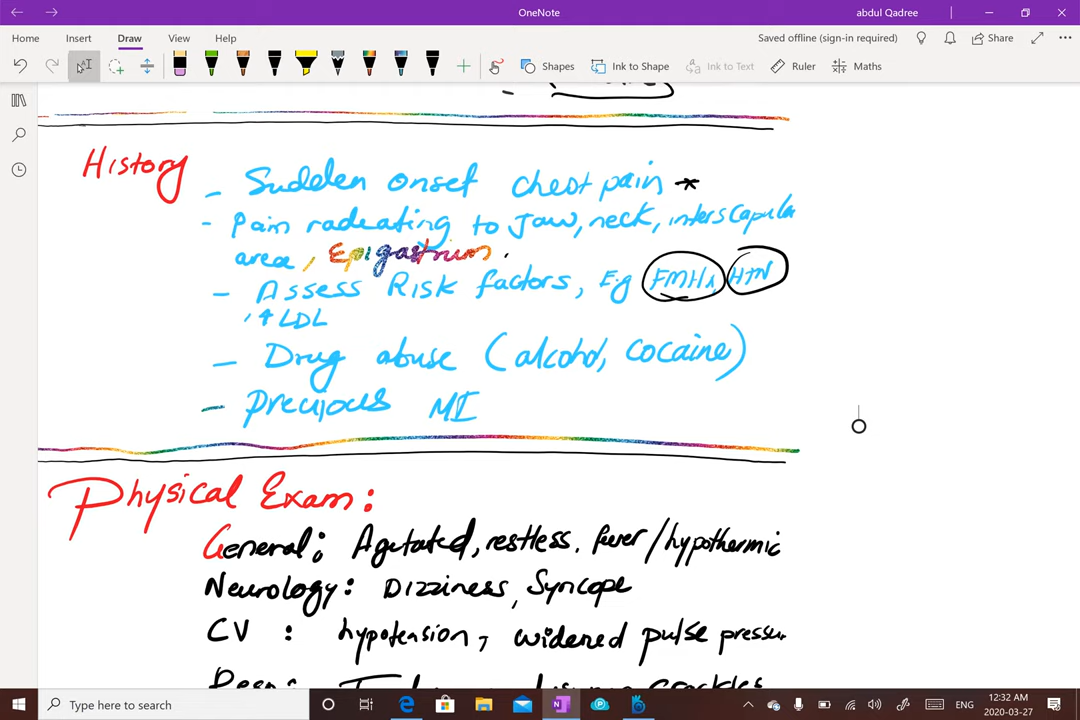 OneNote
abdul Qadree
Home Insert Draw View Help
Saved offline (sign-in required)
Share
Shapes
Ink to Shape
Ink to Text
Ruler
Maths
History
- Sudden onset chest pain *
- Pain radeating to Jaw, neck, interscapula
area, Epigastrium.
- Assess Risk factors, E.g FMHx, HTN
, ↑ LDL
- Drug abuse (alcohol, cocaine)
- Precuious MI
Physical Exam:
General: Agetated, restless. fever/hypothermic
Neurology: Dizziness, Syncope
CV : hypotension, widened pulse pressur
crackles
Type here to search
ENG
12:32 AM
2020-03-27